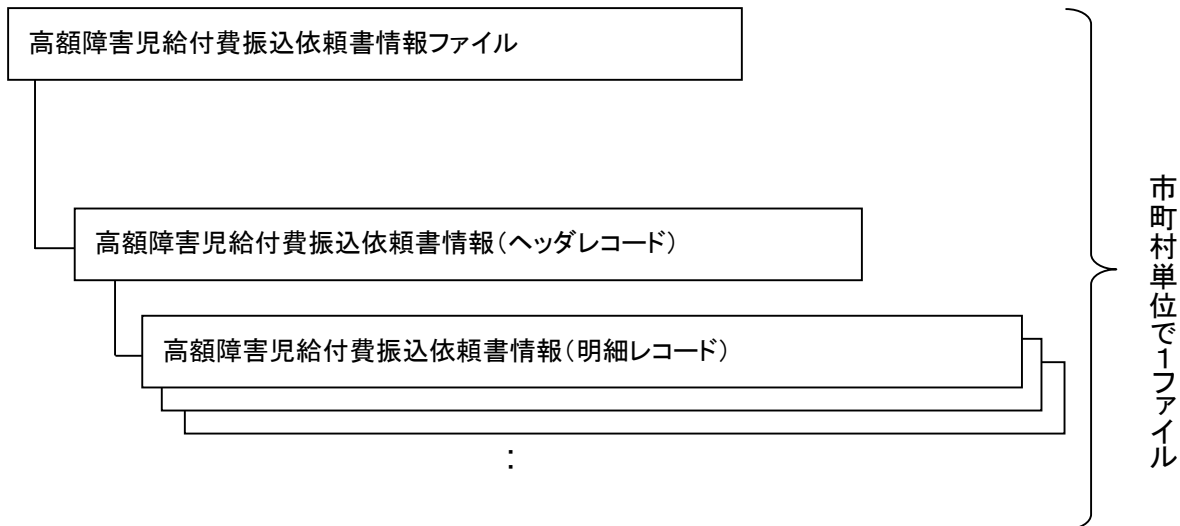 高額障害児給付費振込依頼書情報ファイル
高額障害児給付費振込依頼書情報（ヘッダレコード）
高額障害児給付費振込依頼書情報（明細レコード）
：
市町村単位で１ファイル